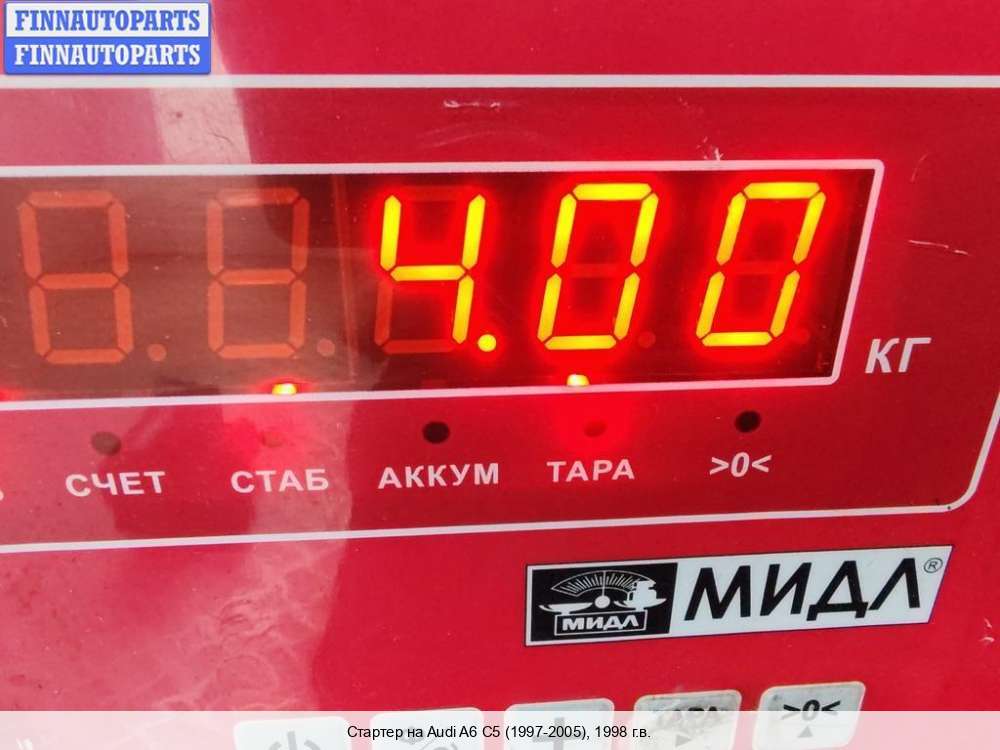 FINNAUTOPARTS
FINNAUTOPARTS
4.00
КГ
СЧЕТ СТАБ АККУМ ТАРА >0<
МИДЛ МИДЛ®
ТАРА >0<
Стартер на Audi A6 C5 (1997-2005), 1998 г.в.